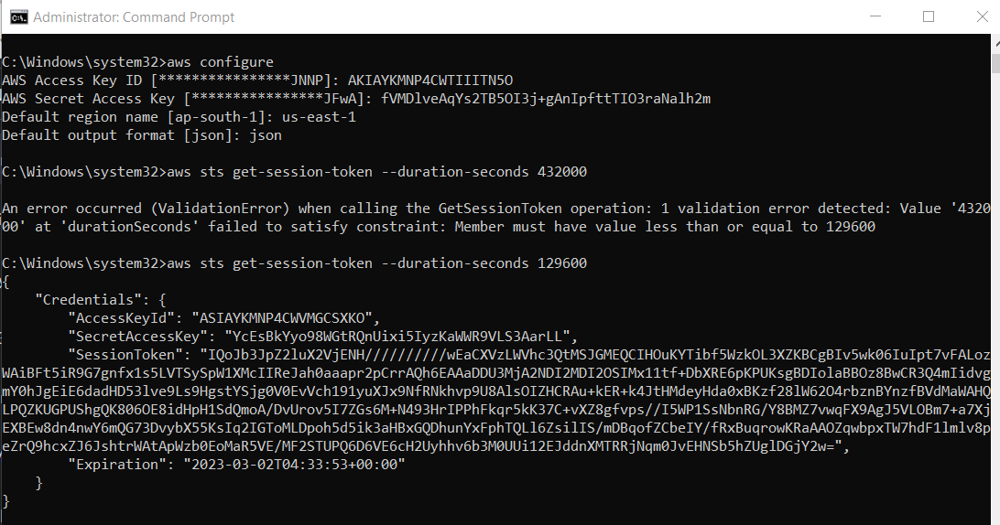 Administrator: Command Prompt
C:\Windows\system32>aws configure
AWS Access Key ID [****************JNNP]: AKIAYKMNP4CWTIIITN5O
AWS Secret Access Key [****************JFwA]: 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
Default region name [ap-south-1]: us-east-1
Default output format [json]: json
C:\Windows\system32>aws sts get-session-token --duration-seconds 432000
An error occurred (ValidationError) when calling the GetSessionToken operation: 1 validation error detected: Value '4320
00' at 'durationSeconds' failed to satisfy constraint: Member must have value less than or equal to 129600
C:\Windows\system32>aws sts get-session-token --duration-seconds 129600
{
"Credentials": {
"AccessKeyId": "ASIAYKMNP4CWVMGCSXKO",
"SecretAccessKey": "YcEsBkYyo98WGtRQnUixi5IyzKaWWR9VLS3AarLL",
"SessionToken": "IQoJb3JpZ2luX2VjENH//////////wEaCXVzLWVhc3QtMSJGMEQCIHOuKYTibf5WzkOL3XZKBCgBIv5wk06IuIpt7vFALoz
WAiBFt5iR9G7gnfx1s5LVTSySpW1XMcIIReJah0aaapr2pCrrAQh6EAAaDDU3MjA2NDI2MDI2OSIMx11tf+DbXRE6pKPUKsgBDIolaBBOz8BwCR3Q4mIidvg
mY0hJgEiE6dadHD53lve9Ls9HgstYSjg0V0EvVch191yuXJx9NfRNkhvp9U8AlsOIZHCRAu+kER+k4JtHMdeyHda0xBKzf28lW62O4rbznBYnzfBVdMaWAHQ
LPQZKUGPUShgQK806OE8idHpH1SdQmoA/DvUrov5I7ZGs6M+N493HrIPPhFkqr5kK37C+vXZ8gfvps//I5WP1SsNbnRG/Y8BMZ7vwqFX9AgJ5VLOBm7+a7Xj
EXBEw8dn4nwY6mQG73DvybX55KsIq2IGToMLDpoh5d5ik3aHBxGQDhunYxFphTQLl6ZsilIS/mDBqofZCbeIY/fRxBuqrowKRaAAOZqwbpxTW7hdF1lmlv8p
eZrQ9hcxZJ6JshtrWAtApWzb0EoMaR5VE/MF2STUPQ6D6VE6cH2Uyhhv6b3M0UUi12EJddnXMTRRjNqm0JvEHNSb5hZUglDGjY2w=",
"Expiration": "2023-03-02T04:33:53+00:00"
}
}